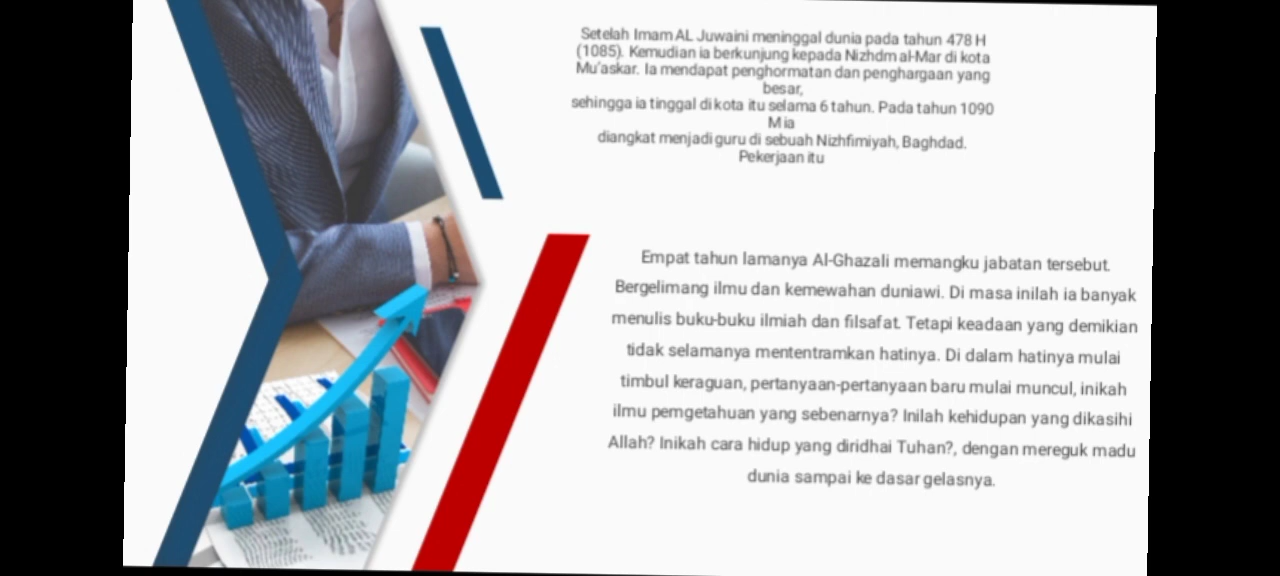 Setelah Imam AL Juwaini meninggal dunia pada tahun 478 H
(1085). Kemudian ia berkunjung kepada Nizhdm al-Mar di kota
Mu'askar. Ia mendapat penghormatan dan penghargaan yang
besar,
sehingga ia tinggal di kota itu selama 6 tahun. Pada tahun 1090
M ia
diangkat menjadi guru di sebuah Nizhfimiyah, Baghdad.
Pekerjaan itu
Empat tahun lamanya Al-Ghazali memangku jabatan tersebut.
Bergelimang ilmu dan kemewahan duniawi. Di masa inilah ia banyak
menulis buku-buku ilmiah dan filsafat. Tetapi keadaan yang demikian
tidak selamanya mententramkan hatinya. Di dalam hatinya mulai
timbul keraguan, pertanyaan-pertanyaan baru mulai muncul, inikah
ilmu pemgetahuan yang sebenarnya? Inilah kehidupan yang dikasihi
Allah? Inikah cara hidup yang diridhai Tuhan?, dengan mereguk madu
dunia sampai ke dasar gelasnya.